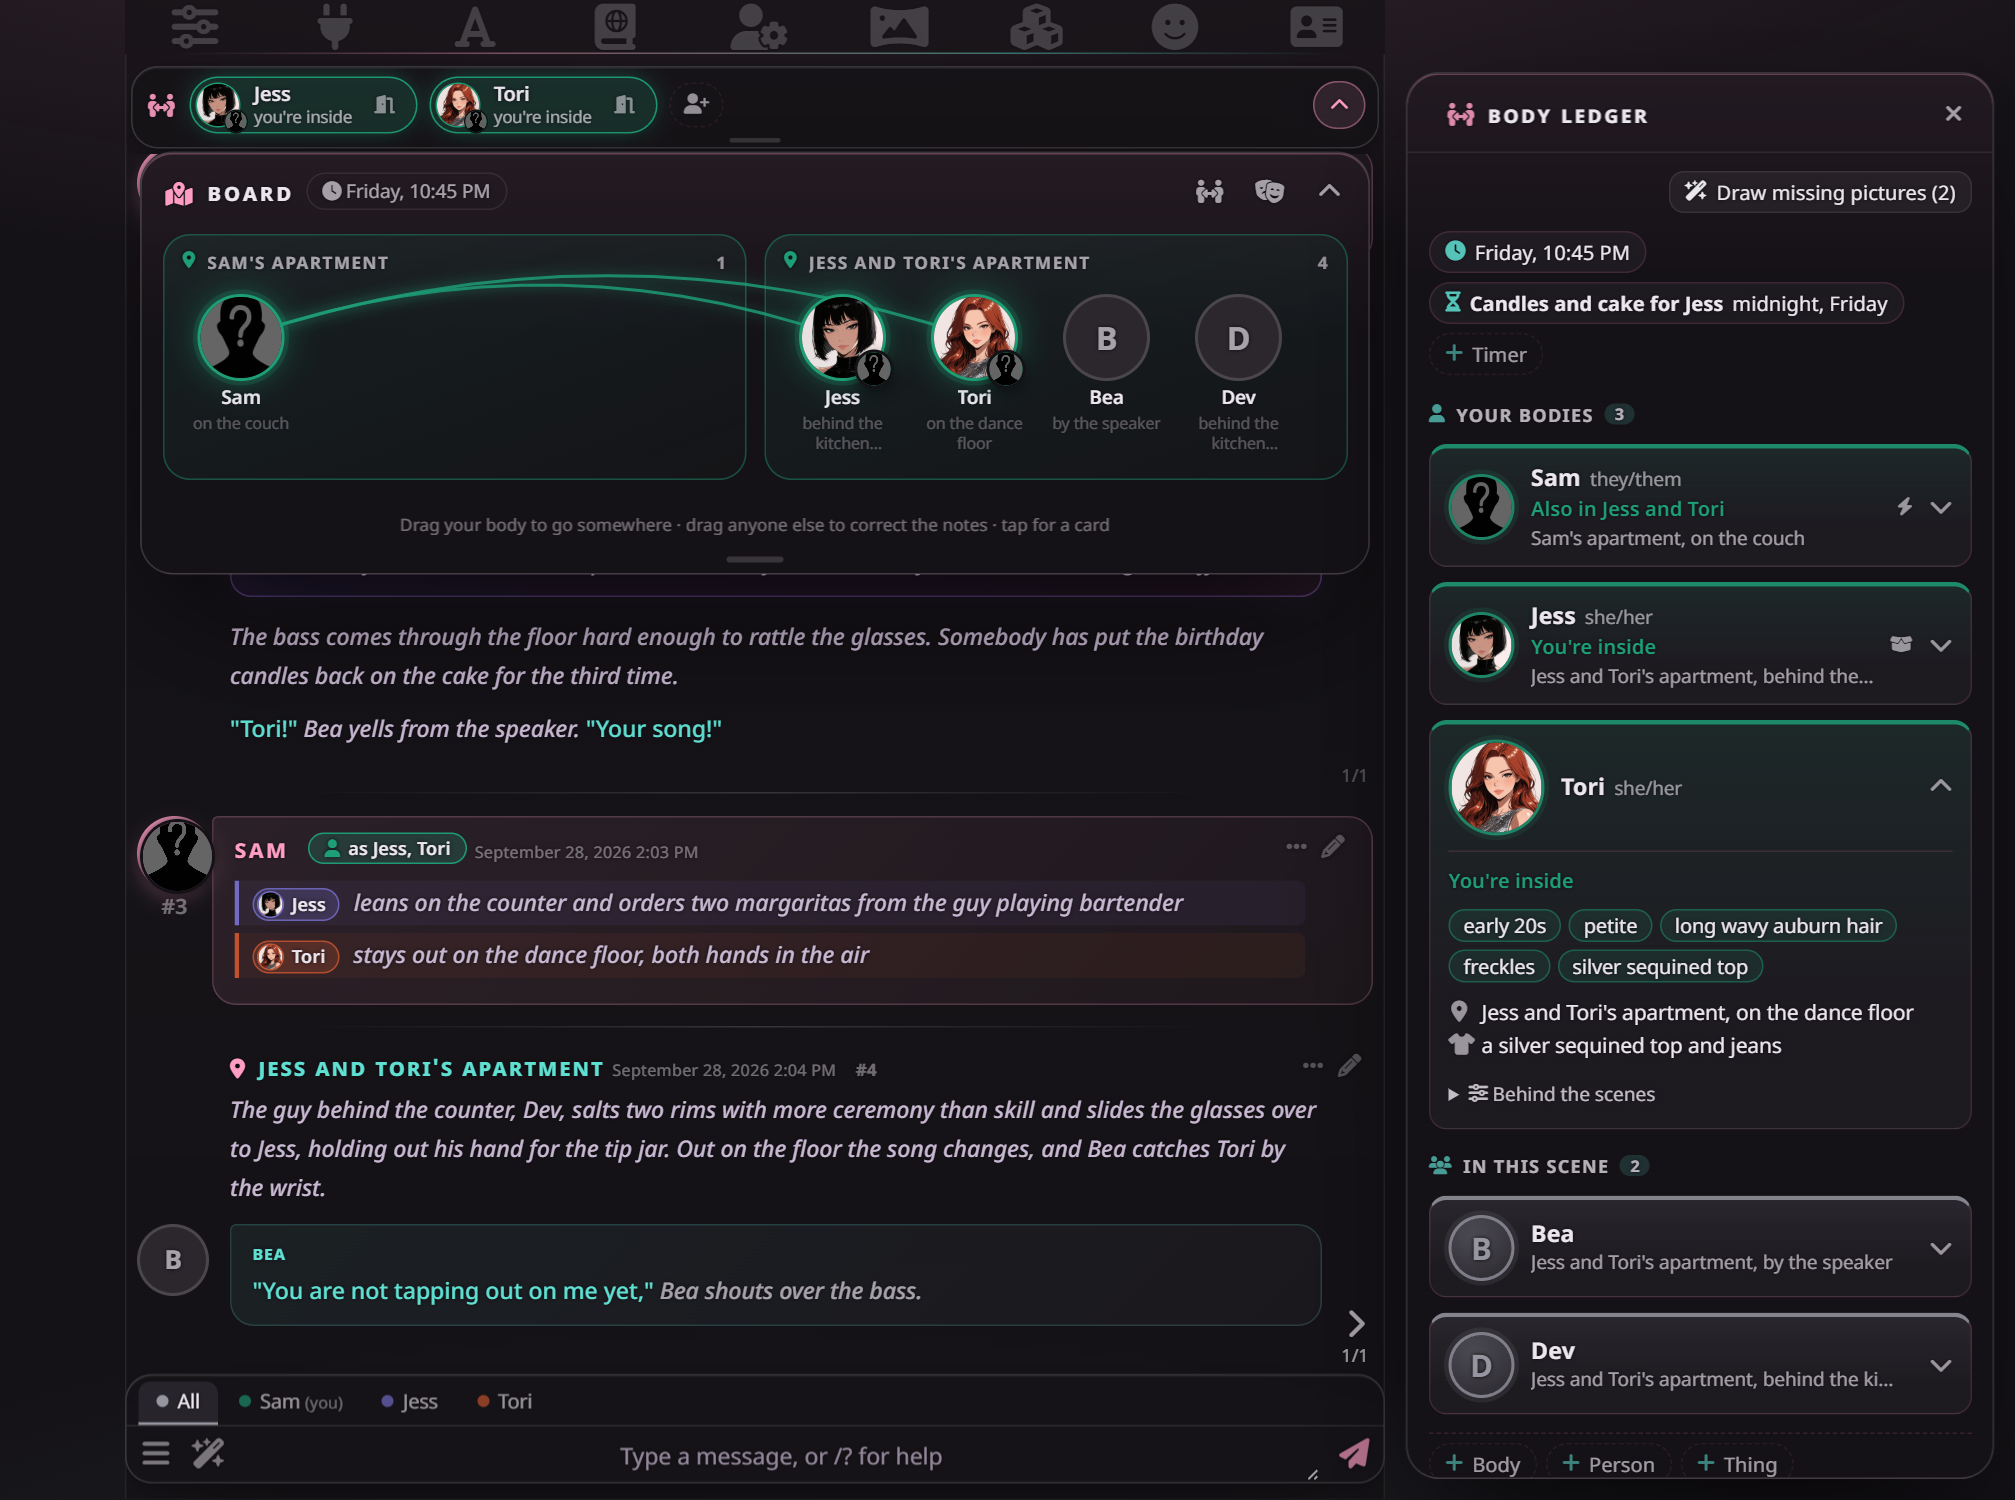 Jess
you're inside
Tori
you're inside
BOARD
Friday, 10:45 PM
SAM'S APARTMENT
1
?
Sam
on the couch
JESS AND TORI'S APARTMENT
4
Jess
behind the
kitchen...
Tori
on the dance
floor
B
Bea
by the speaker
D
Dev
behind the
kitchen...
Drag your body to go somewhere · drag anyone else to correct the notes · tap for a card
The bass comes through the floor hard enough to rattle the glasses. Somebody has put the birthday
candles back on the cake for the third time.
"Tori!" Bea yells from the speaker. "Your song!"
1/1
SAM
as Jess, Tori
September 28, 2026 2:03 PM
#3
Jess leans on the counter and orders two margaritas from the guy playing bartender
Tori stays out on the dance floor, both hands in the air
JESS AND TORI'S APARTMENT September 28, 2026 2:04 PM #4
The guy behind the counter, Dev, salts two rims with more ceremony than skill and slides the glasses over
to Jess, holding out his hand for the tip jar. Out on the floor the song changes, and Bea catches Tori by
the wrist.
B
BEA
"You are not tapping out on me yet," Bea shouts over the bass.
1/1
All
Sam (you)
Jess
Tori
Type a message, or /? for help
BODY LEDGER
Draw missing pictures (2)
Friday, 10:45 PM
Candles and cake for Jess midnight, Friday
+ Timer
YOUR BODIES 3
Sam they/them
Also in Jess and Tori
Sam's apartment, on the couch
Jess she/her
You're inside
Jess and Tori's apartment, behind the...
Tori she/her
You're inside
early 20s
petite
long wavy auburn hair
freckles
silver sequined top
Jess and Tori's apartment, on the dance floor
a silver sequined top and jeans
Behind the scenes
IN THIS SCENE 2
B
Bea
Jess and Tori's apartment, by the speaker
D
Dev
Jess and Tori's apartment, behind the ki...
+ Body
+ Person
+ Thing